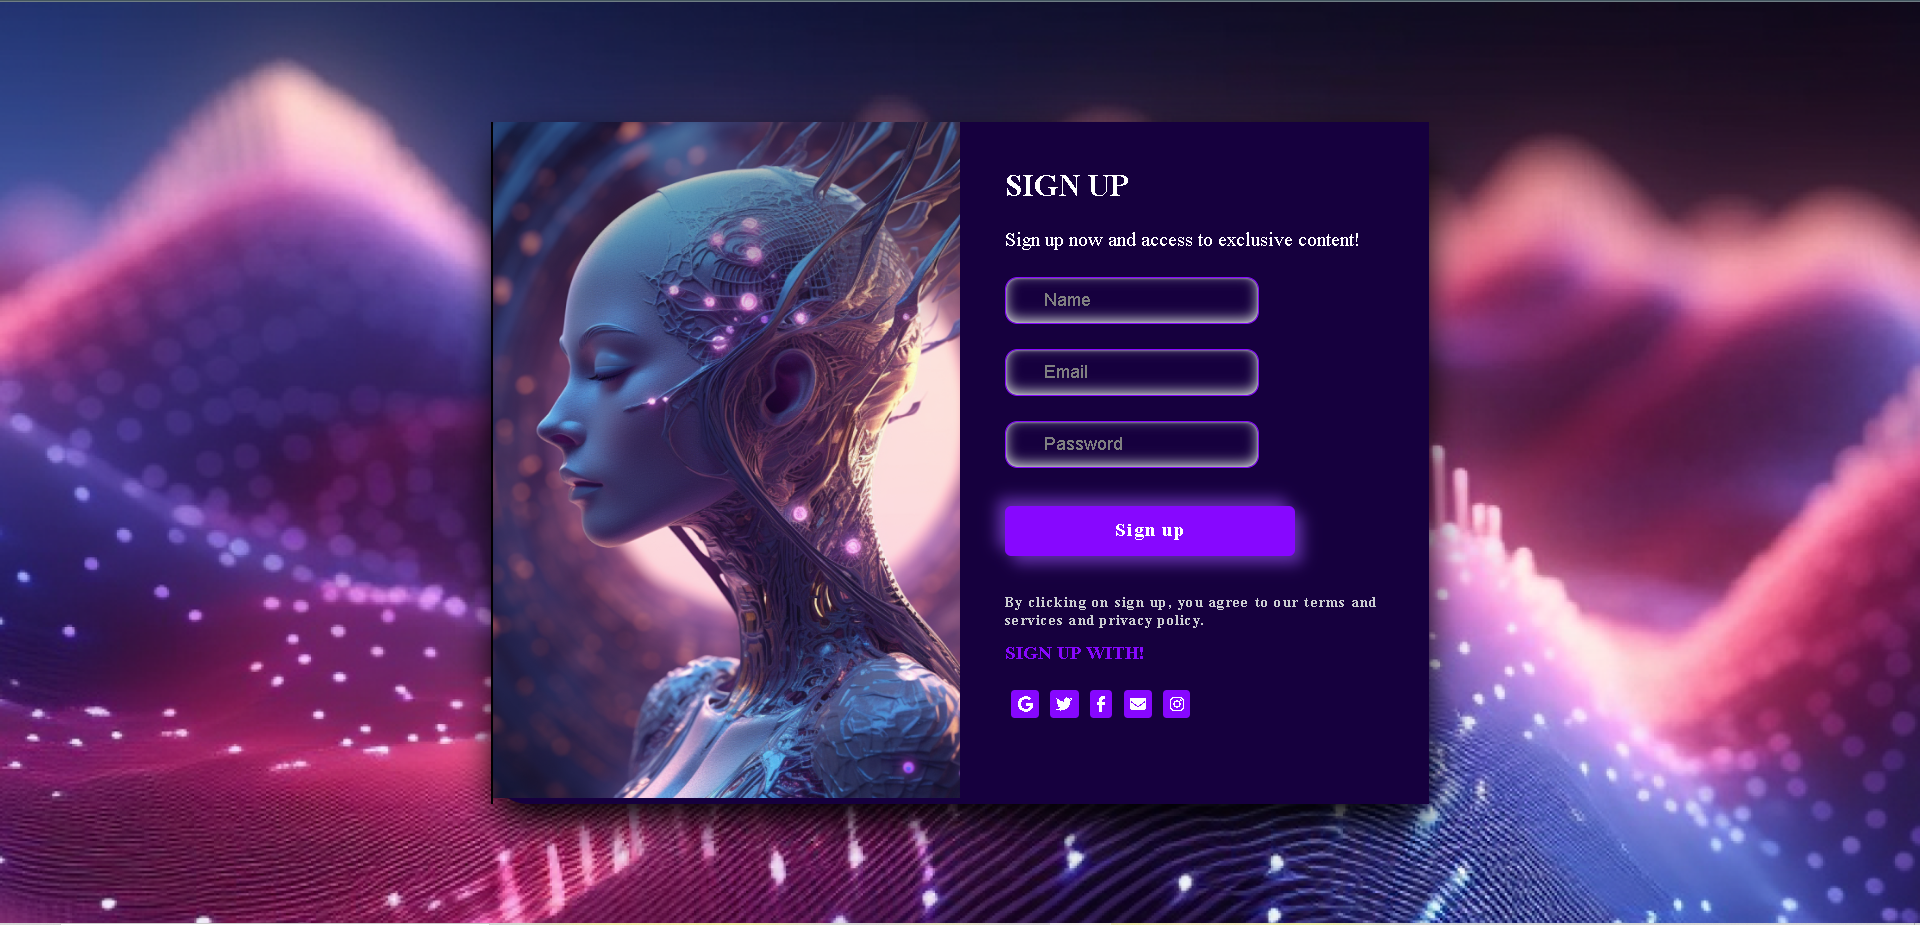 SIGN UP
Sign up now and access to exclusive content!
Name
Email
Password
Sign up
By clicking on sign up, you agree to our terms and
services and privacy policy.
SIGN UP WITH!